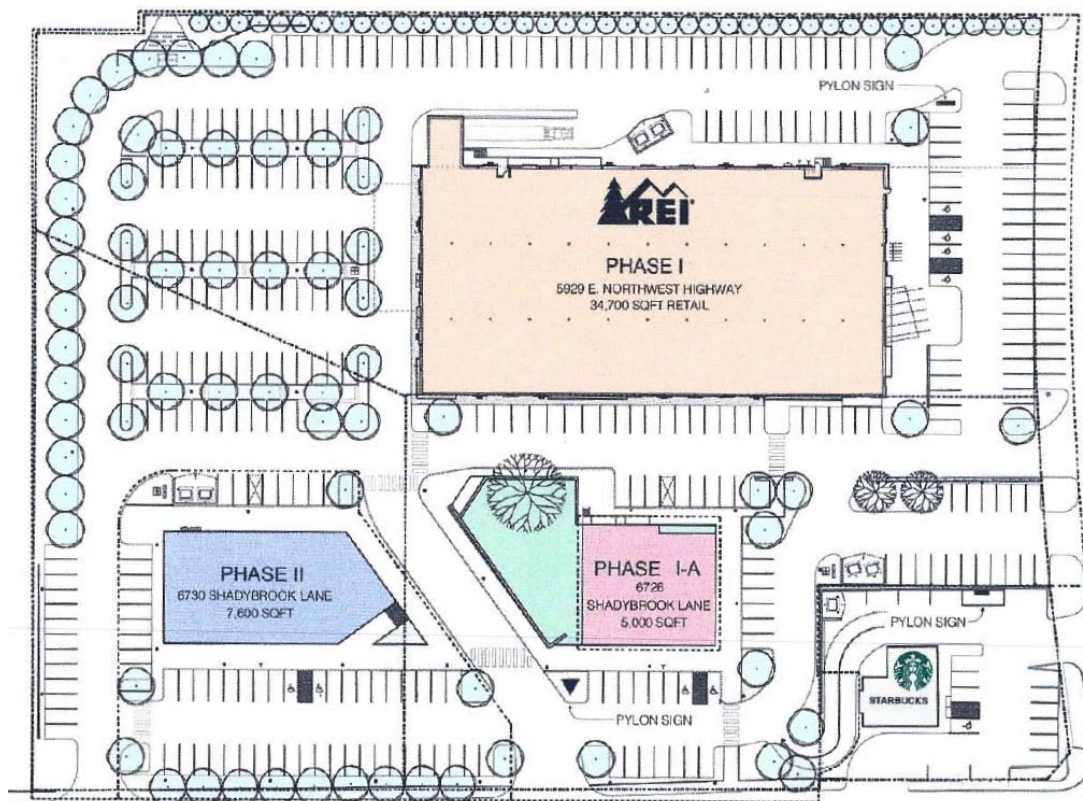 PYLON SIGN
REI
PHASE I
5929 E. NORTHWEST HIGHWAY
34,700 SQFT RETAIL
PHASE II
6730 SHADYBROOK LANE
7,600 SQFT
PHASE I-A
6726
SHADYBROOK LANE
5,000 SQFT
PYLON SIGN
STARBUCKS
PYLON SIGN